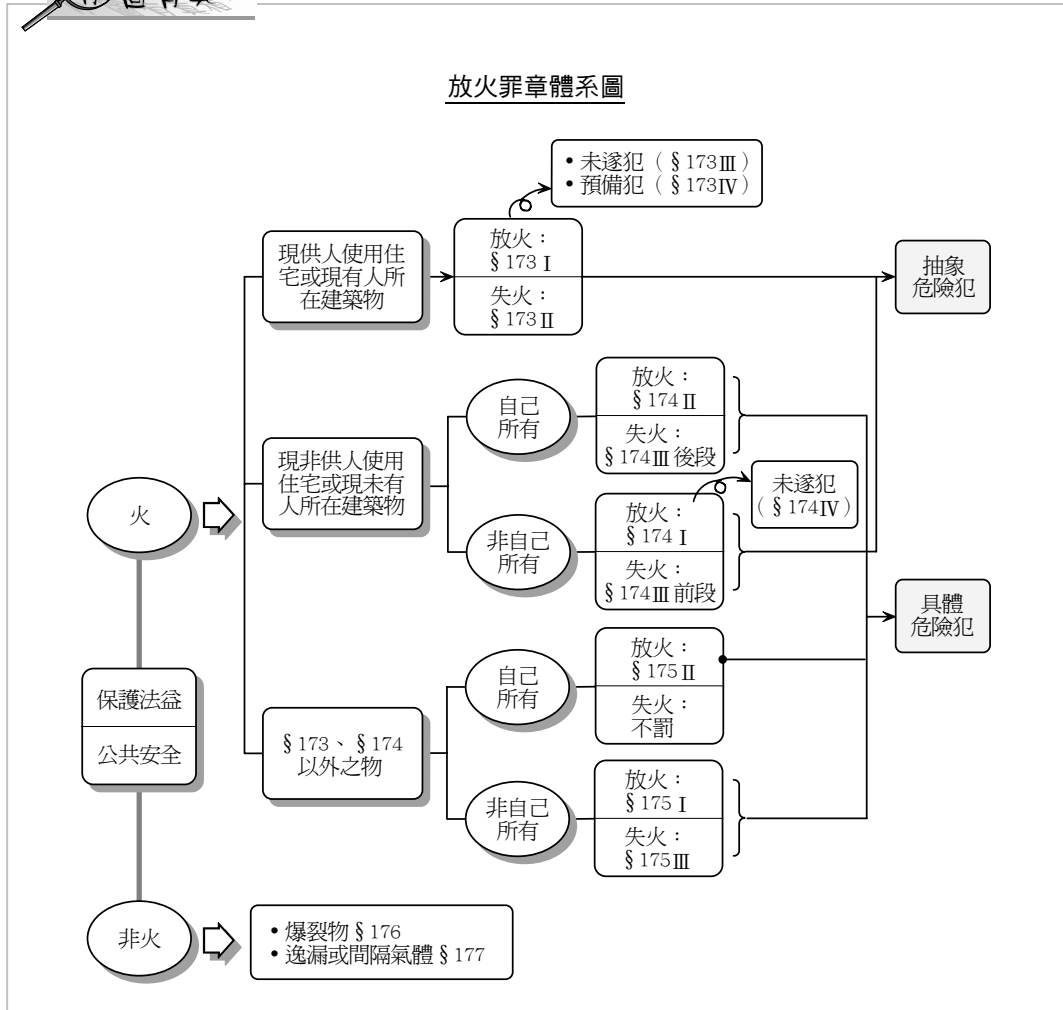 放火罪章體系圖
• 未遂犯（§173Ⅲ）
• 預備犯（§173Ⅳ）
現供人使用住
宅或現有人所
在建築物
放火：
§173Ⅰ
失火：
§173Ⅱ
抽象
危險犯
自己
所有
放火：
§174Ⅱ
失火：
§174Ⅲ後段
現非供人使用
住宅或現未有
人所在建築物
未遂犯
（§174Ⅳ）
火
非自己
所有
放火：
§174Ⅰ
失火：
§174Ⅲ前段
具體
危險犯
自己
所有
放火：
§175Ⅱ
失火：
不罰
保護法益
公共安全
§173、§174
以外之物
非自己
所有
放火：
§175Ⅰ
失火：
§175Ⅲ
非火
• 爆裂物§176
• 逸漏或間隔氣體§177